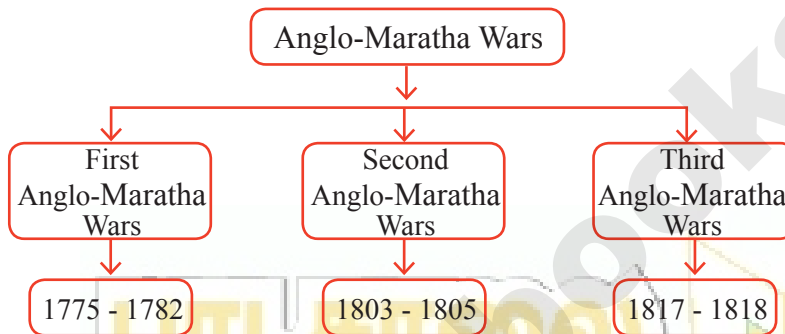 Anglo-Maratha Wars
First
Anglo-Maratha
Wars
Second
Anglo-Maratha
Wars
Third
Anglo-Maratha
Wars
1775 - 1782
1803 - 1805
1817 - 1818